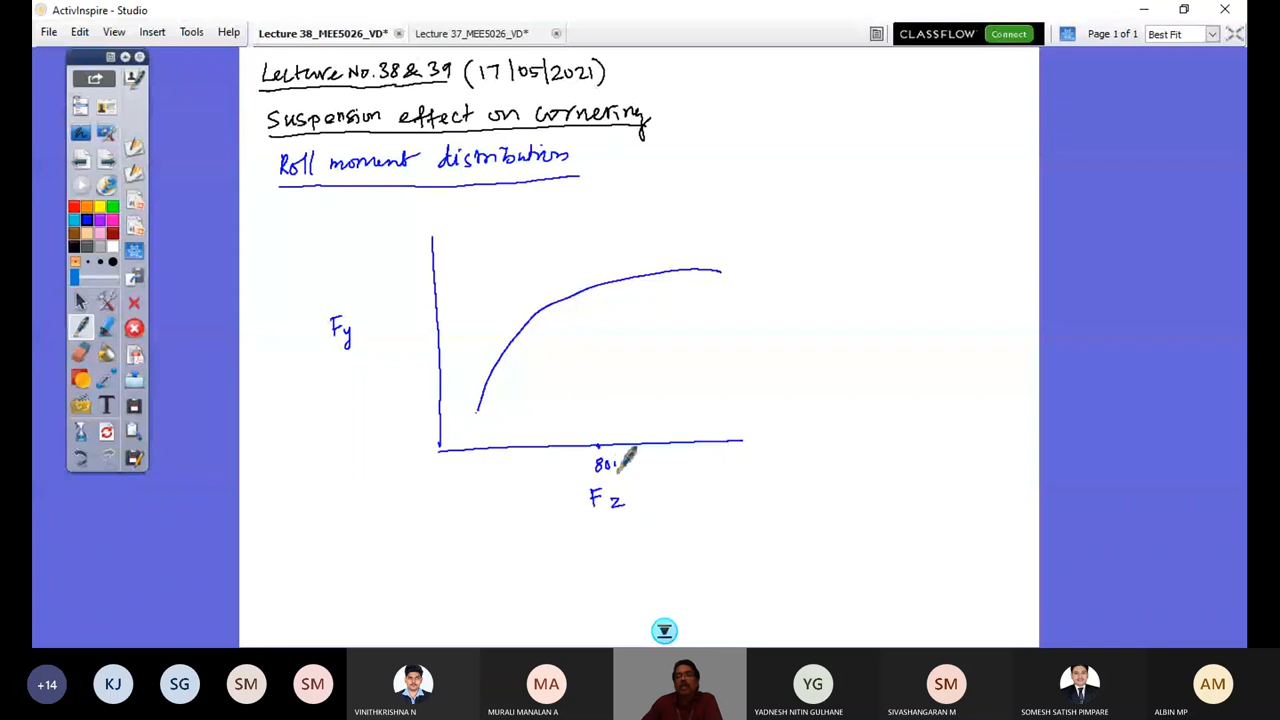 ActivInspire - Studio
File Edit View Insert Tools Help
Lecture 38_MEE5026_VD*
Lecture 37_MEE5026_VD*
CLASSFLOW
Connect
Page 1 of 1
Best Fit
Lecture No.38 & 39 (17/05/2021)
Suspension effect on cornering
Roll moment distribution
Fy
80
Fz
+14
KJ
SG
SM
SM
VINITHKRISHNA N
MA
MURALI MANALAN A
YG
YADNESH NITIN GULHANE
SM
SIVASHANGARAN M
SOMESH SATISH PIMPARE
AM
ALBIN MP